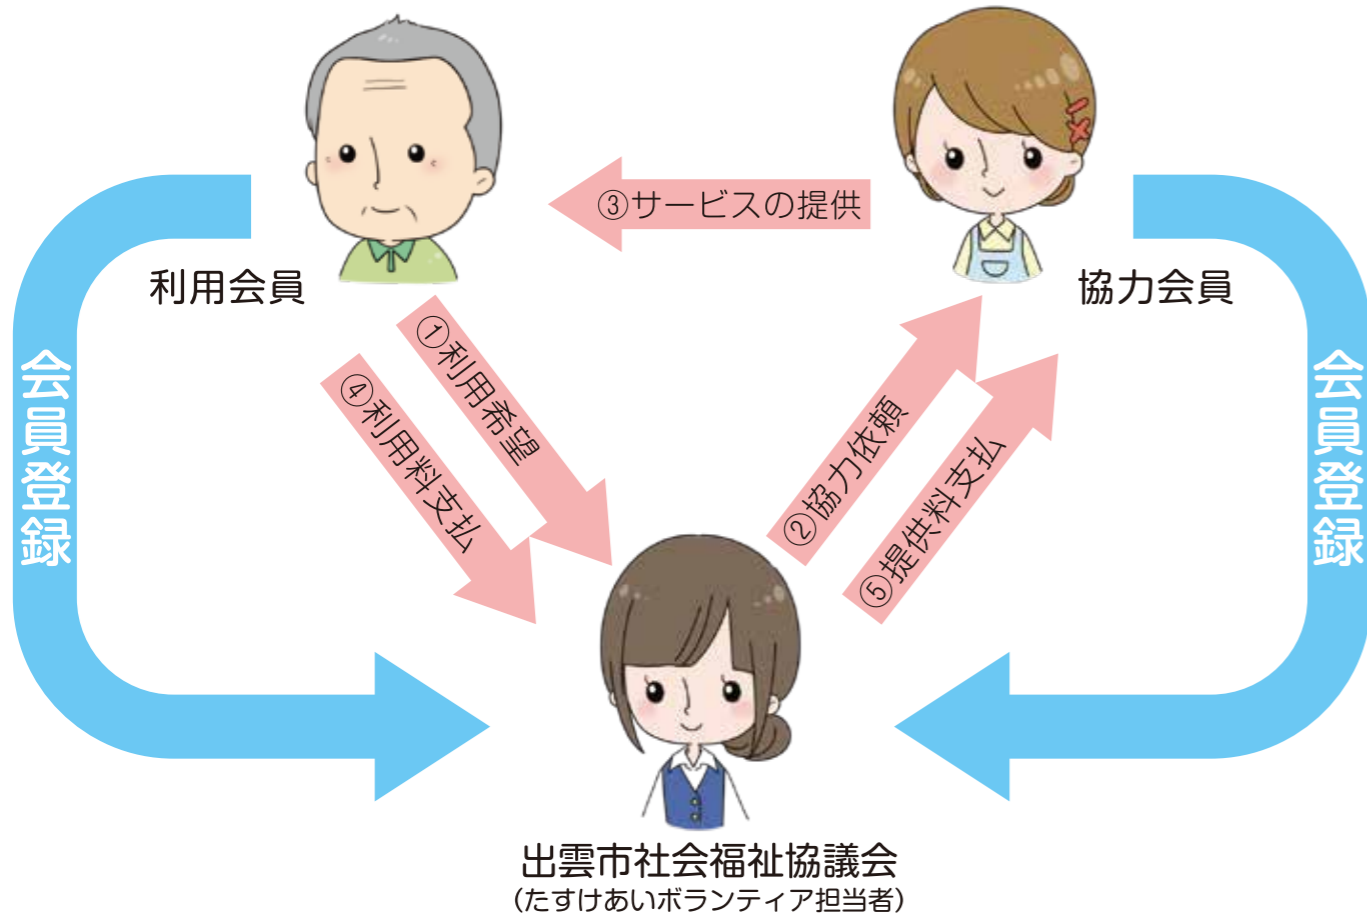 ③サービスの提供
利用会員
協力会員
①利用希望
④利用料支払
②協力依頼
⑤提供料支払
会員登録
会員登録
出雲市社会福祉協議会
(たすけあいボランティア担当者)